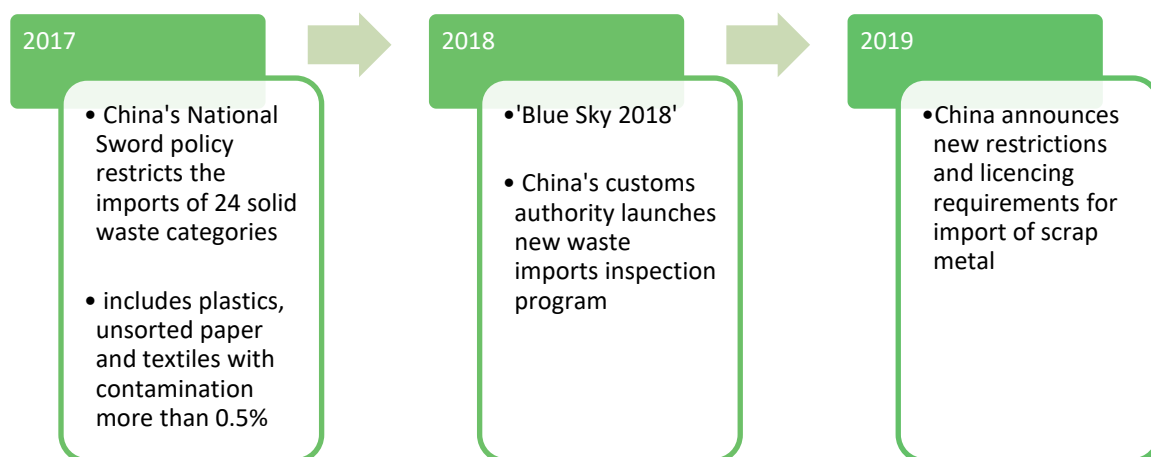 2017
• China's National
Sword policy
restricts the
imports of 24 solid
waste categories
• includes plastics,
unsorted paper
and textiles with
contamination
more than 0.5%
2018
•'Blue Sky 2018'
• China's customs
authority launches
new waste
imports inspection
program
2019
•China announces
new restrictions
and licencing
requirements for
import of scrap
metal